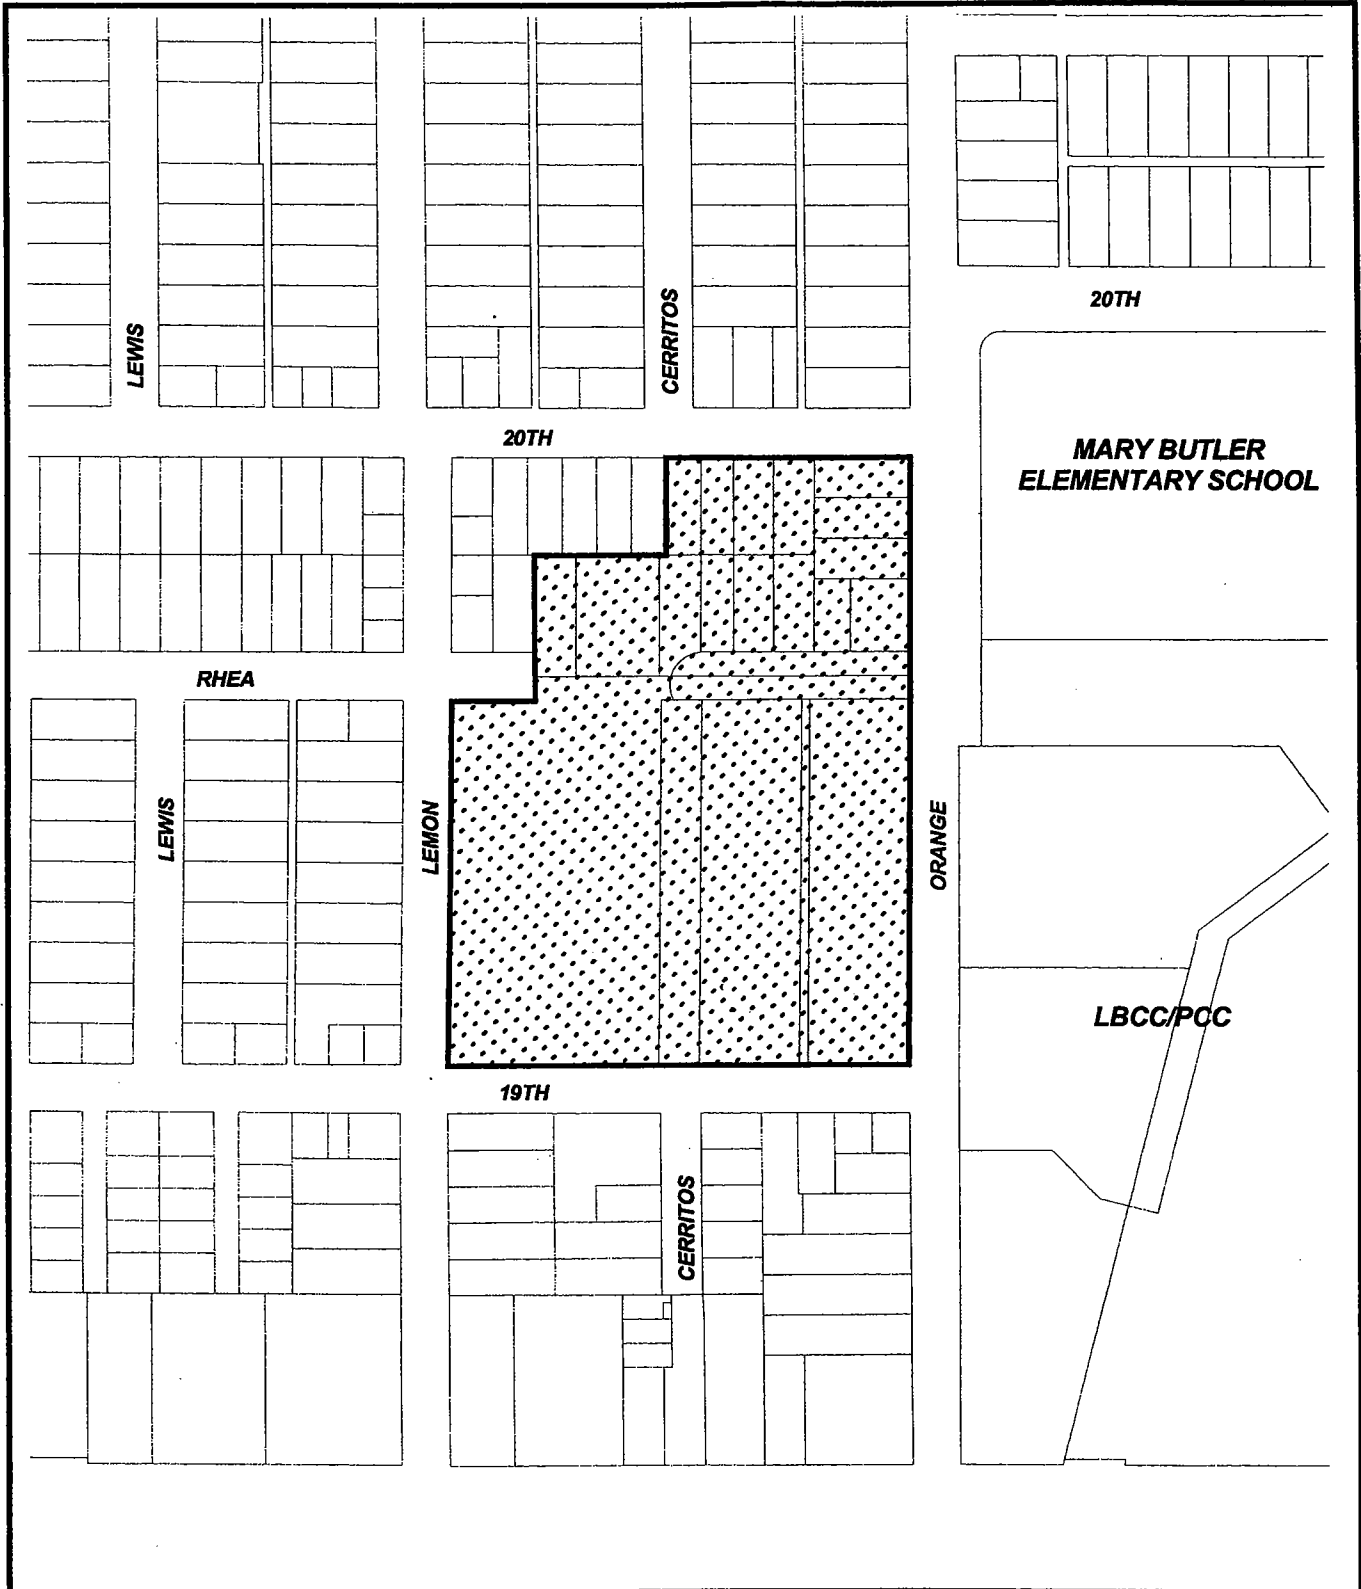 20TH
LEWIS
CERRITOS
20TH
MARY BUTLER
ELEMENTARY SCHOOL
RHEA
LEWIS
LEMON
ORANGE
LBCC/PCC
19TH
CERRITOS